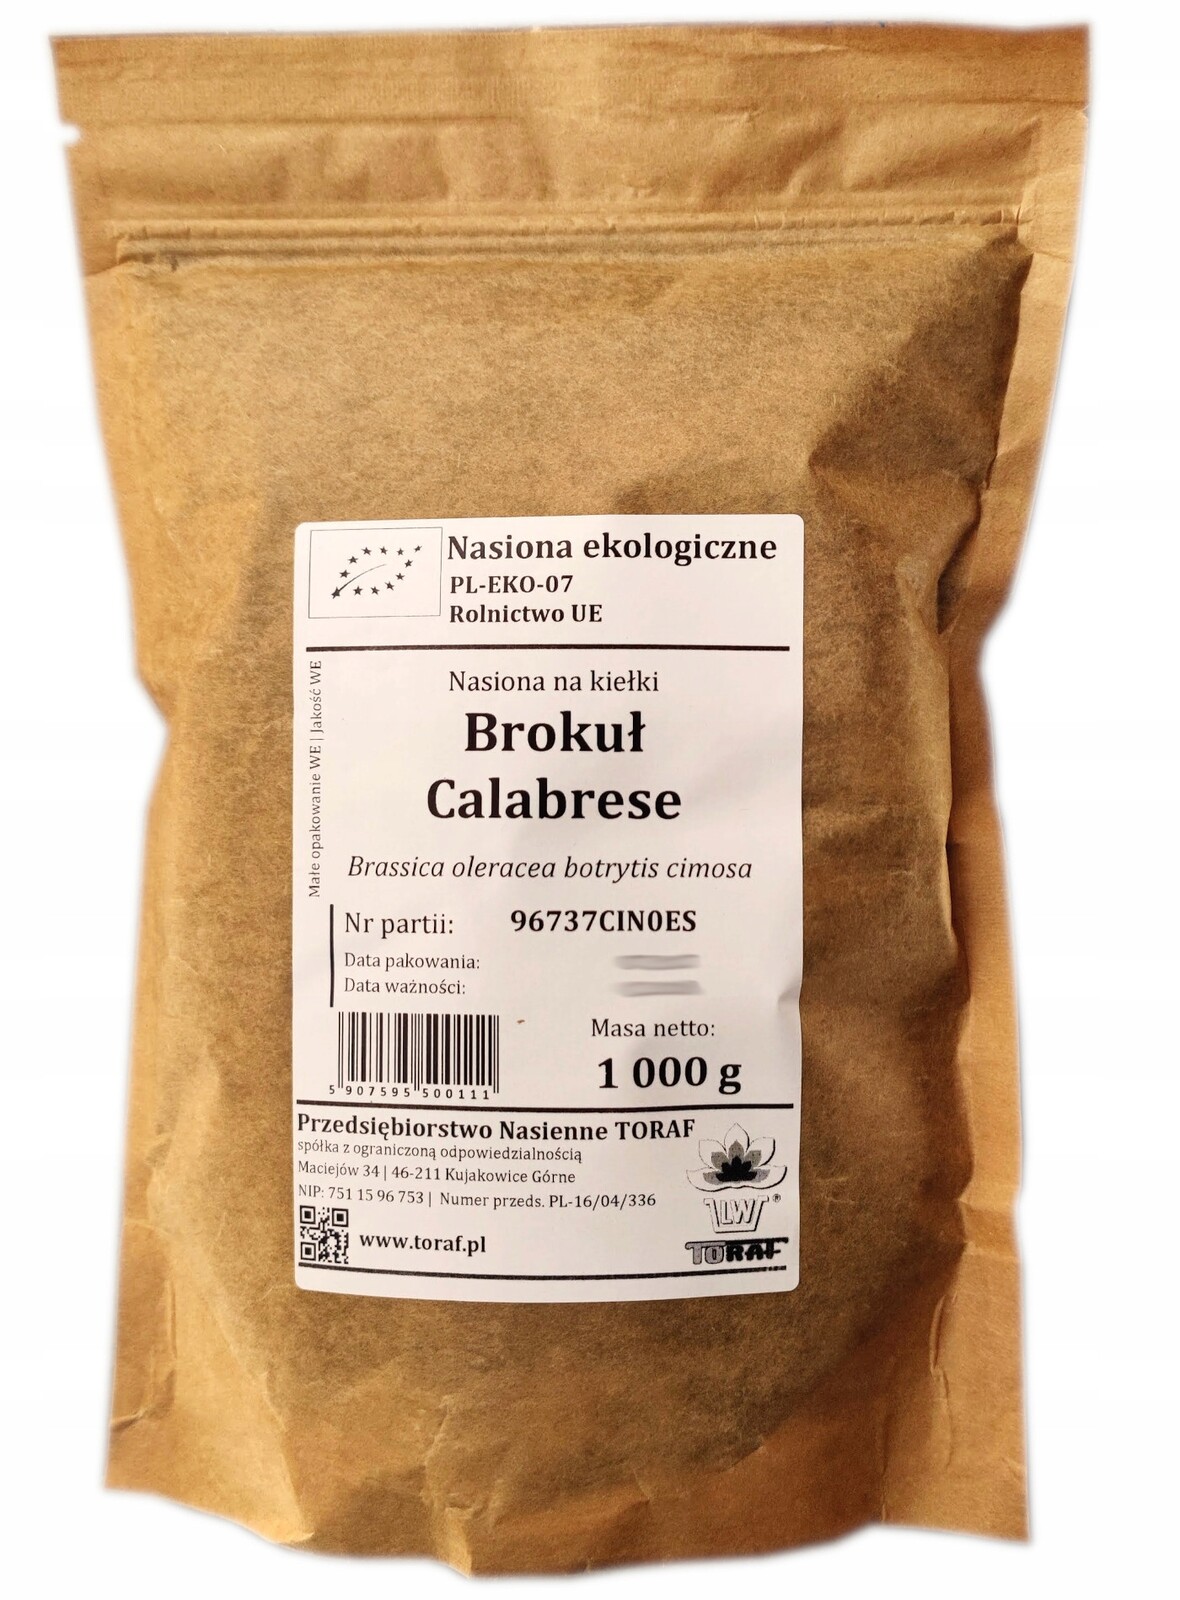 Nasiona ekologiczne
PL-EKO-07
Rolnictwo UE
Małe opakowanie WE | Jakość WE
Nasiona na kiełki
Brokuł
Calabrese
Brassica oleracea botrytis cimosa
Nr partii: 96737CIN0ES
Data pakowania:
Data ważności:
Masa netto:
1 000 g
5 907595 500111
Przedsiębiorstwo Nasienne TORAF
spółka z ograniczoną odpowiedzialnością
Maciejów 34 | 46-211 Kujakowice Górne
NIP: 751 15 96 753 | Numer przeds. PL-16/04/336
www.toraf.pl
LW®
TORAF